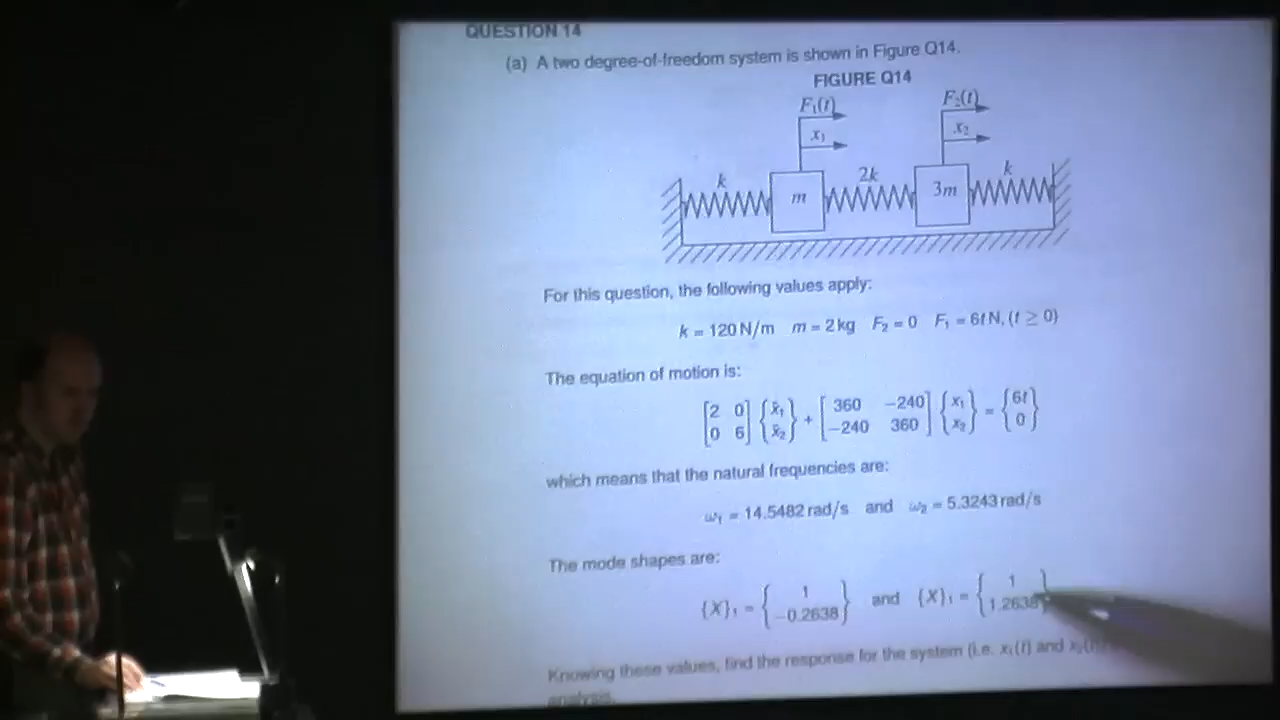 QUESTION 14
(a) A two degree-of-freedom system is shown in Figure Q14.
FIGURE Q14
F₁(t) F₂(t)
x₁ x₂
k 2k k
m 3m
For this question, the following values apply:
k = 120 N/m m = 2 kg F₂ = 0 F₁ = 6t N, (t ≥ 0)
The equation of motion is:
[2 0] {ẍ₁} + [360 −240] {x₁} = {6t}
[0 6] {ẍ₂} [−240 360] {x₂} {0}
which means that the natural frequencies are:
ω₁ = 14.5482 rad/s and ω₂ = 5.3243 rad/s
The mode shapes are:
{X}₁ = {1 −0.2638} and {X}₁ = {1 1.2638}
Knowing these values, find the response for the system (i.e. x₁(t) and x₂(t)
analysis.